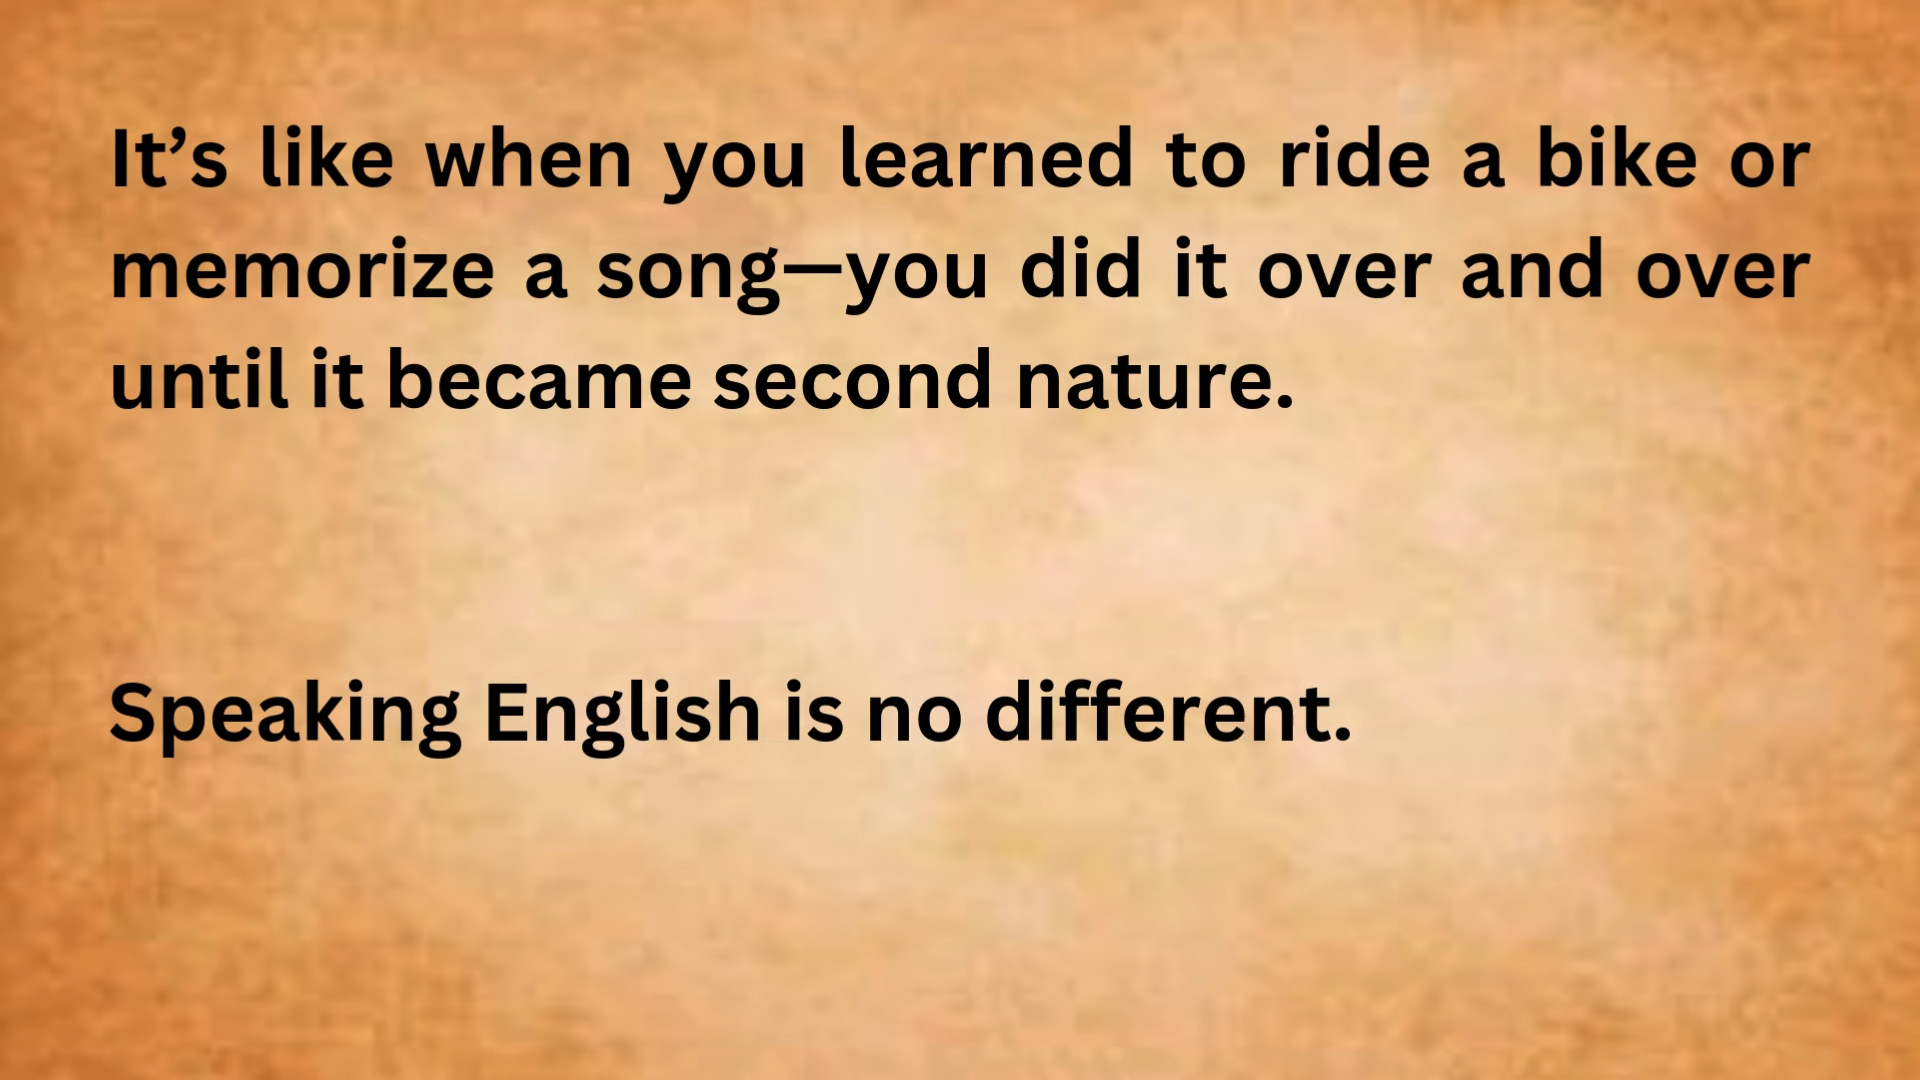 It’s like when you learned to ride a bike or
memorize a song—you did it over and over
until it became second nature.
Speaking English is no different.